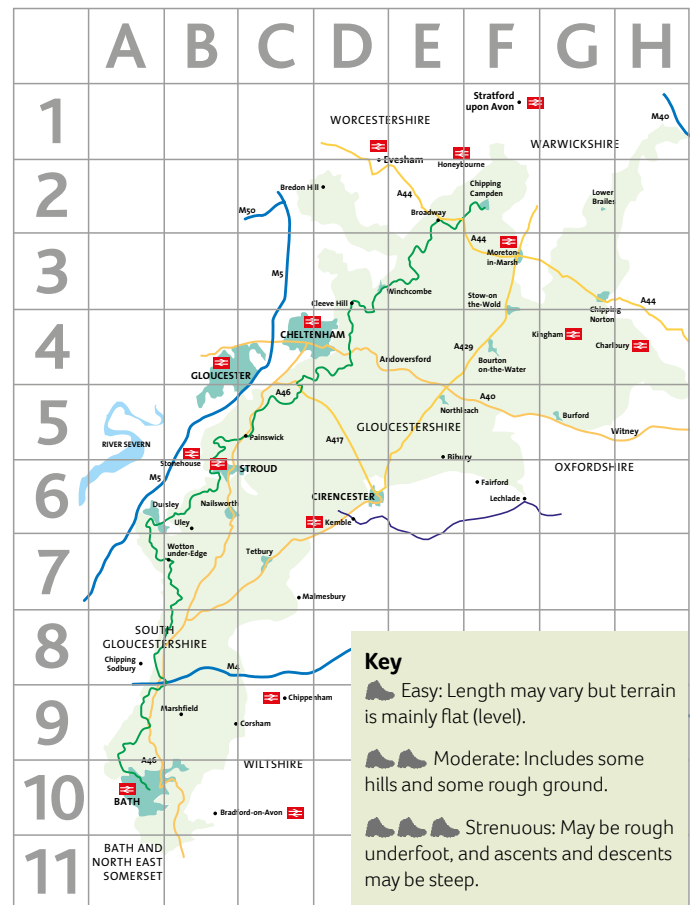 A B C D E F G H
1
Stratford
upon Avon
WORCESTERSHIRE
M40
WARWICKSHIRE
Evesham
Honeybourne
2
Bredon Hill
Chipping
Campden
A44
Lower
Brailes
M50
Broadway
A44
3
Moreton-
in-Marsh
M5
Winchcombe
Cleeve Hill
Stow-on
the-Wold
A44
Chipping
Norton
4
CHELTENHAM
Kingham
Charlbury
A429
Andoversford
Bourton
on-the-Water
GLOUCESTER
A46
A40
5
Northleach
Burford
GLOUCESTERSHIRE
Witney
RIVER SEVERN
Painswick
A417
Bibury
OXFORDSHIRE
Stonehouse
STROUD
6
M5
Fairford
CIRENCESTER
Lechlade
Dursley
Nailsworth
Uley
Kemble
7
Wotton
under-Edge
Tetbury
Malmesbury
8
SOUTH
GLOUCESTERSHIRE
Chipping
Sodbury
M4
9
Chippenham
Marshfield
Corsham
A46
WILTSHIRE
10
BATH
Bradford-on-Avon
11
BATH AND
NORTH EAST
SOMERSET
Key
Easy: Length may vary but terrain
is mainly flat (level).
Moderate: Includes some
hills and some rough ground.
Strenuous: May be rough
underfoot, and ascents and descents
may be steep.